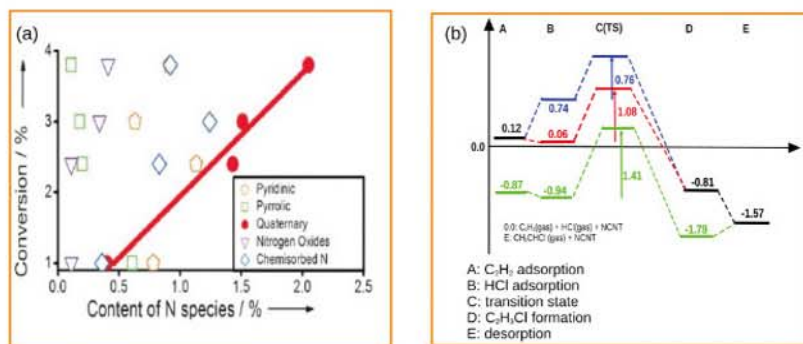 (a)
Conversion / %
4
3
2
1
0.0
0.5
1.0
1.5
2.0
2.5
Content of N species / %
Pyridinic
Pyrrolic
Quaternary
Nitrogen Oxides
Chemisorbed N
(b)
A
B
C(TS)
D
E
0.76
0.74
1.08
0.12
0.06
0.0
1.41
-0.87
-0.94
-0.81
-1.57
-1.79
0.0: C₂H₂(gas) + HCl(gas) + NCNT
E: CH₂CHCl (gas) + NCNT
A: C₂H₂ adsorption
B: HCl adsorption
C: transition state
D: C₂H₃Cl formation
E: desorption